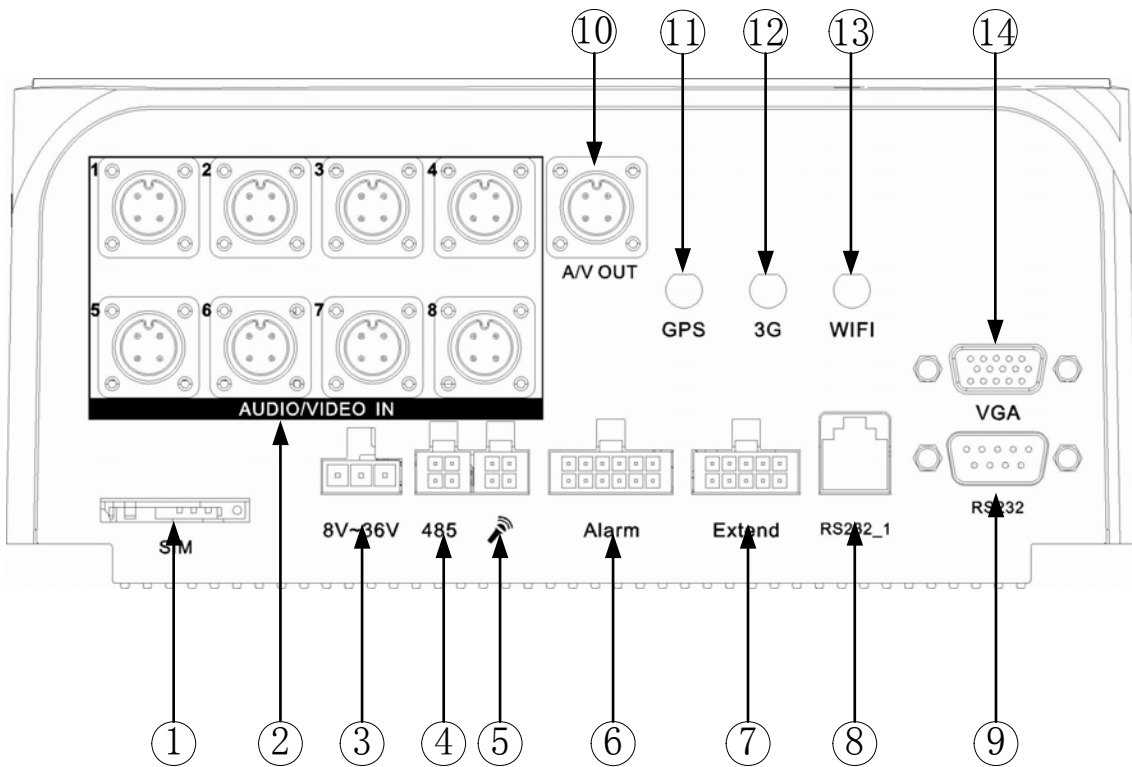 ⑩ ⑪ ⑫ ⑬ ⑭
1 2 3 4
A/V OUT
GPS 3G WIFI
5 6 7 8
VGA
AUDIO/VIDEO IN
RS232
SIM 8V~36V 485 Alarm Extend RS232_1
① ② ③ ④ ⑤ ⑥ ⑦ ⑧ ⑨